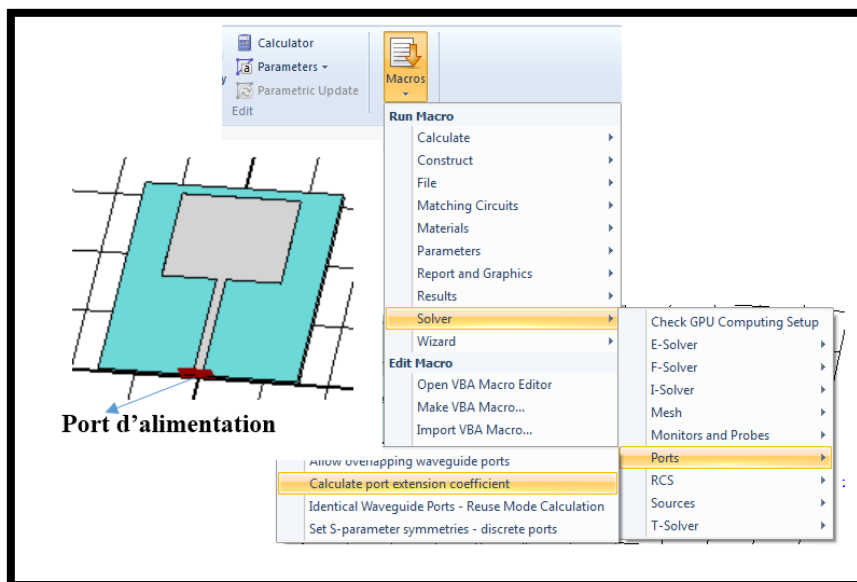 Calculator
Parameters
Parametric Update
Edit
Macros
Run Macro
Calculate
Construct
File
Matching Circuits
Materials
Parameters
Report and Graphics
Results
Solver
Wizard
Edit Macro
Open VBA Macro Editor
Make VBA Macro...
Import VBA Macro...
Check GPU Computing Setup
E-Solver
F-Solver
I-Solver
Mesh
Monitors and Probes
Ports
RCS
Sources
T-Solver
Allow overlapping waveguide ports
Calculate port extension coefficient
Identical Waveguide Ports - Reuse Mode Calculation
Set S-parameter symmetries - discrete ports
Port d’alimentation